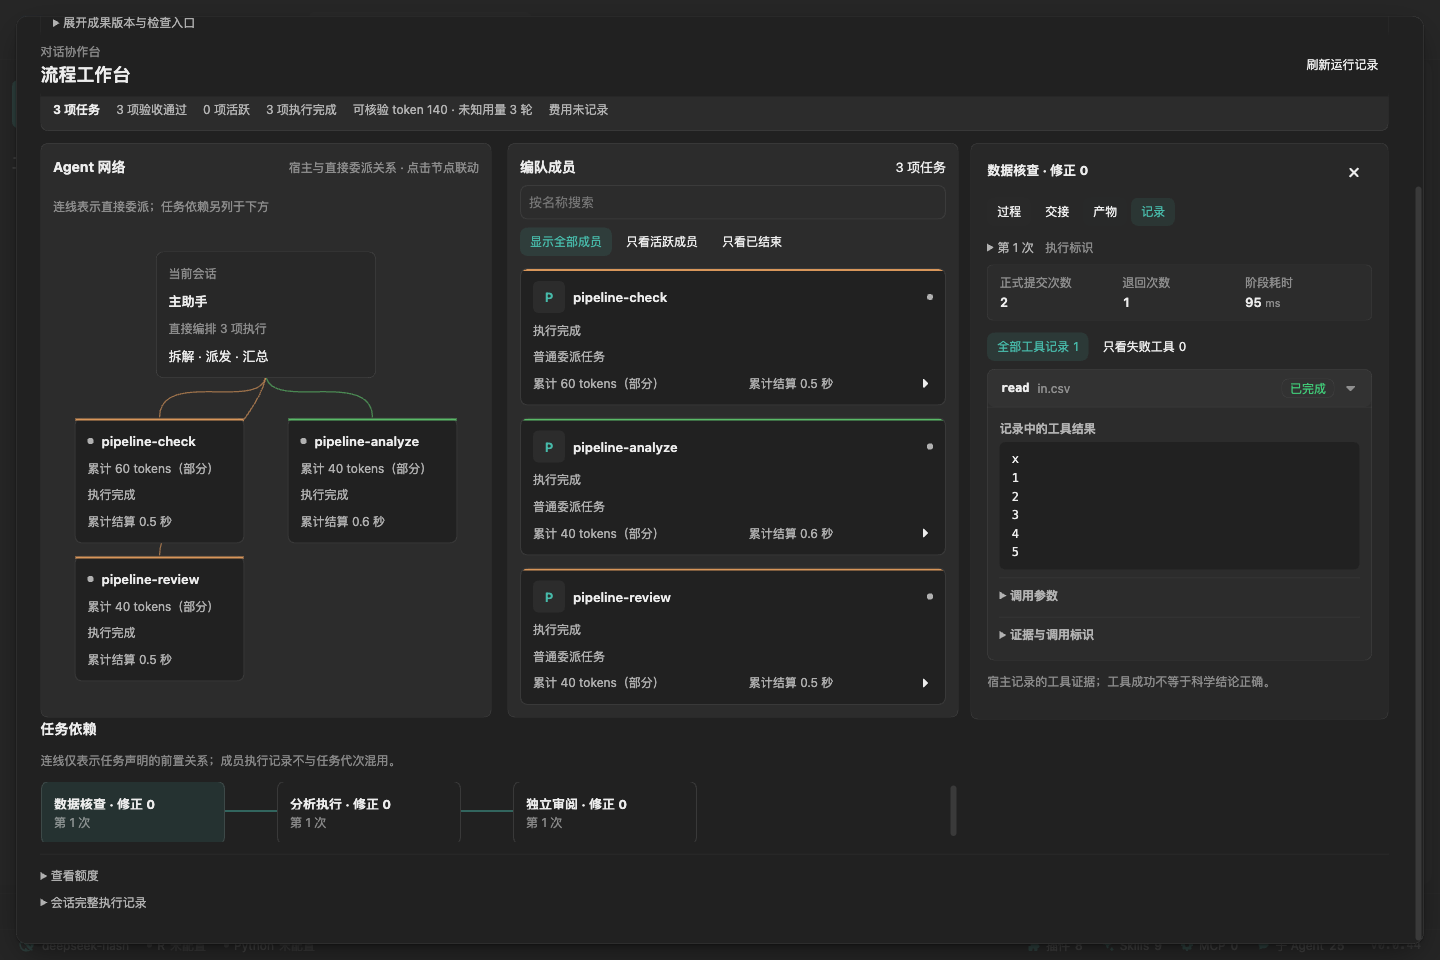 展开成果版本与检查入口
对话协作台
流程工作台
刷新运行记录
3 项任务 3 项验收通过 0 项活跃 3 项执行完成 可核验 token 140 · 未知用量 3 轮 费用未记录
Agent 网络
宿主与直接委派关系 · 点击节点联动
连线表示直接委派；任务依赖另列于下方
当前会话
主助手
直接编排 3 项执行
拆解 · 派发 · 汇总
pipeline-check
累计 60 tokens（部分）
执行完成
累计结算 0.5 秒
pipeline-analyze
累计 40 tokens（部分）
执行完成
累计结算 0.6 秒
pipeline-review
累计 40 tokens（部分）
执行完成
累计结算 0.5 秒
编队成员
3 项任务
按名称搜索
显示全部成员 只看活跃成员 只看已结束
P pipeline-check
执行完成
普通委派任务
累计 60 tokens（部分） 累计结算 0.5 秒
P pipeline-analyze
执行完成
普通委派任务
累计 40 tokens（部分） 累计结算 0.6 秒
P pipeline-review
执行完成
普通委派任务
累计 40 tokens（部分） 累计结算 0.5 秒
数据核查 · 修正 0
过程 交接 产物 记录
第 1 次 执行标识
正式提交次数 退回次数 阶段耗时
2 1 95 ms
全部工具记录 1 只看失败工具 0
read in.csv 已完成
记录中的工具结果
x
1
2
3
4
5
调用参数
证据与调用标识
宿主记录的工具证据；工具成功不等于科学结论正确。
任务依赖
连线仅表示任务声明的前置关系；成员执行记录不与任务代次混用。
数据核查 · 修正 0
第 1 次
分析执行 · 修正 0
第 1 次
独立审阅 · 修正 0
第 1 次
查看额度
会话完整执行记录